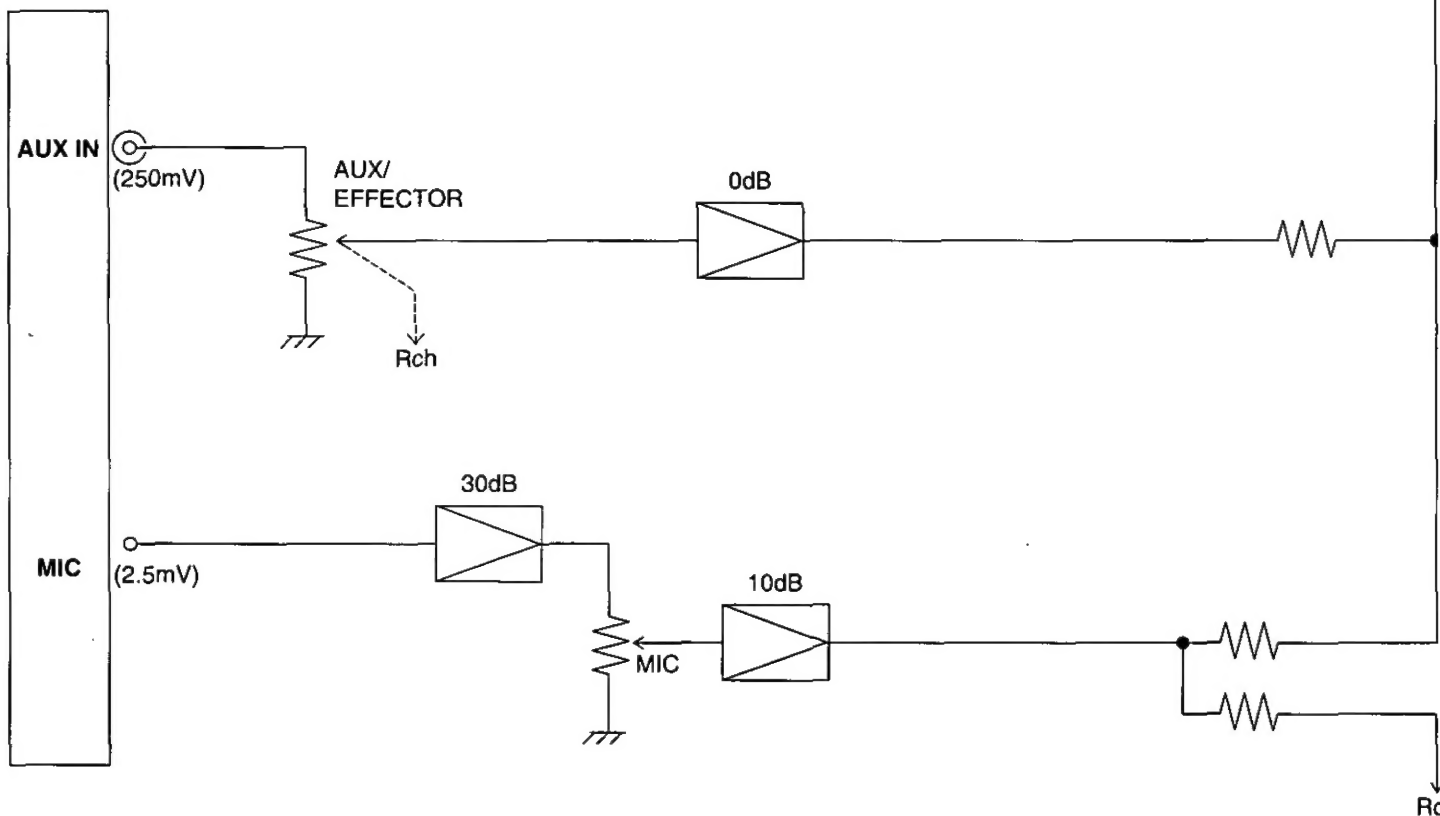 AUX IN
(250mV)
AUX/
EFFECTOR
0dB
Rch
30dB
MIC
(2.5mV)
MIC
10dB